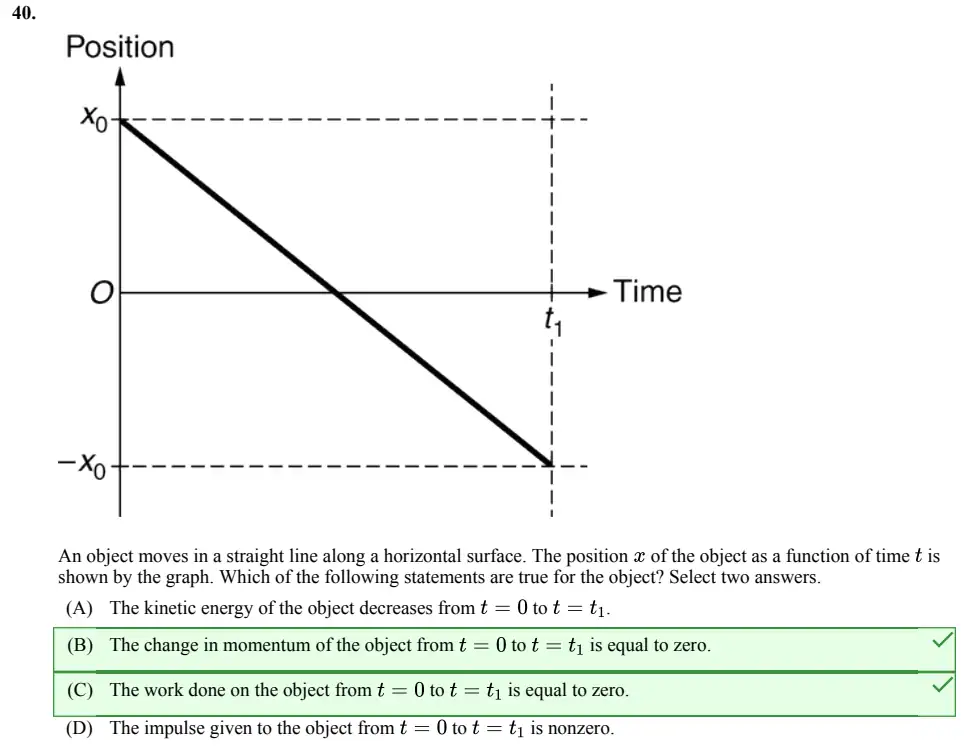 40.
Position
x₀
O
Time
t₁
−x₀
An object moves in a straight line along a horizontal surface. The position x of the object as a function of time t is
shown by the graph. Which of the following statements are true for the object? Select two answers.
(A) The kinetic energy of the object decreases from t = 0 to t = t₁.
(B) The change in momentum of the object from t = 0 to t = t₁ is equal to zero.
(C) The work done on the object from t = 0 to t = t₁ is equal to zero.
(D) The impulse given to the object from t = 0 to t = t₁ is nonzero.